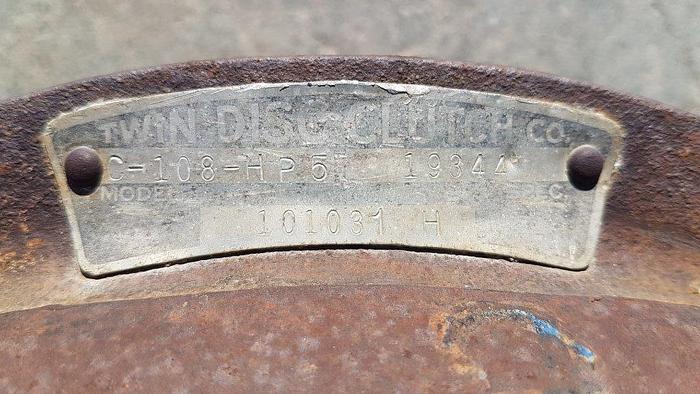 TWIN DISC CLUTCH CO.
C-108-HP5 19344
MODEL
101031 H